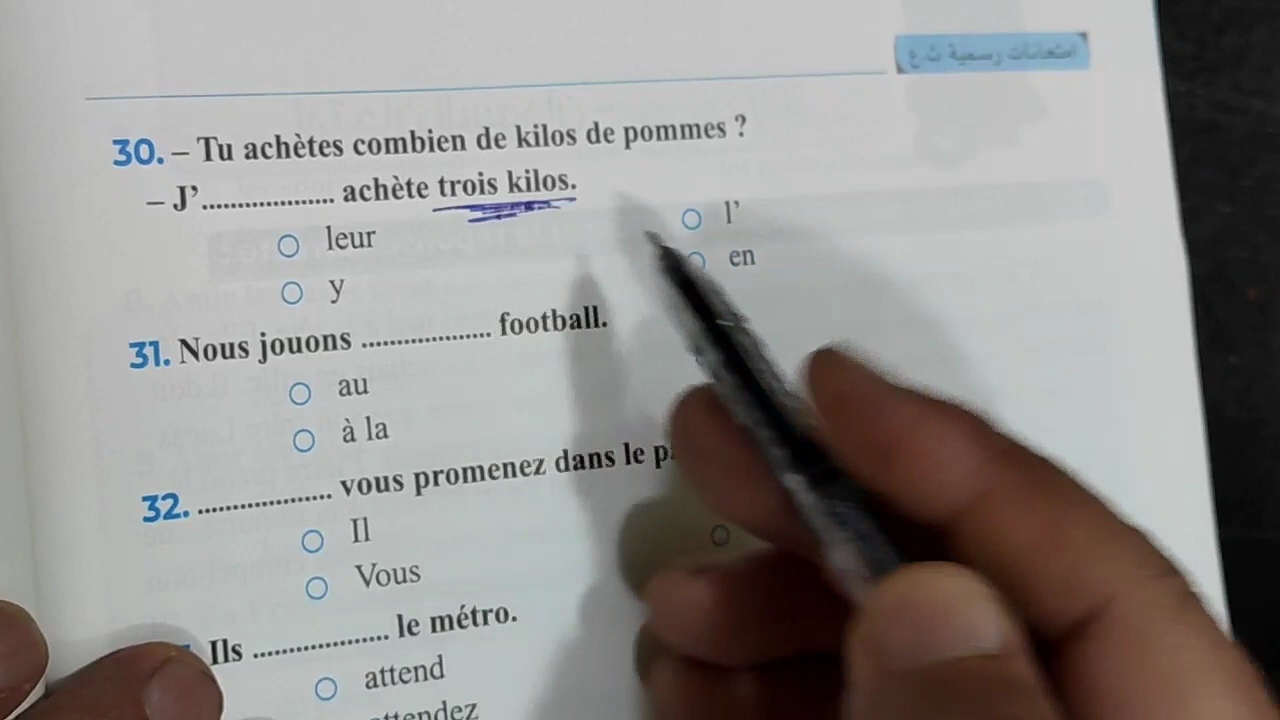 امتحانات رسمية ث.ع
30. – Tu achètes combien de kilos de pommes ?
– J'................... achète trois kilos.
leur
l'
y
en
31. Nous jouons ................... football.
au
à la
32. ................... vous promenez dans le
Il
Vous
Ils ................... le métro.
attend